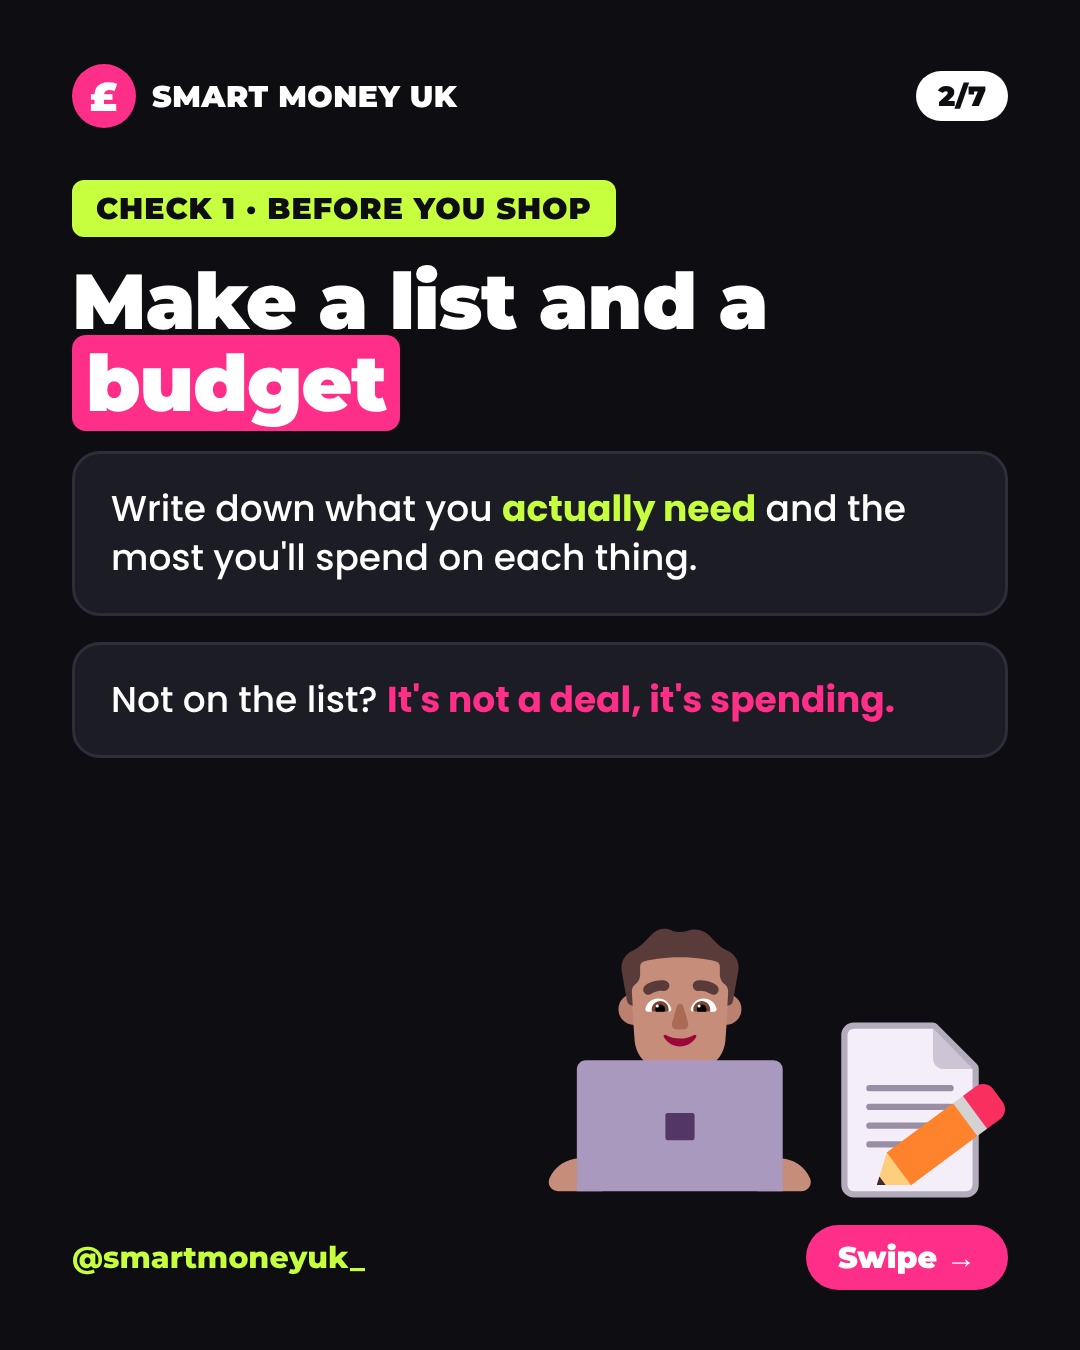 £ SMART MONEY UK
2/7
CHECK 1 • BEFORE YOU SHOP
Make a list and a
budget
Write down what you actually need and the
most you'll spend on each thing.
Not on the list? It's not a deal, it's spending.
@smartmoneyuk_
Swipe →